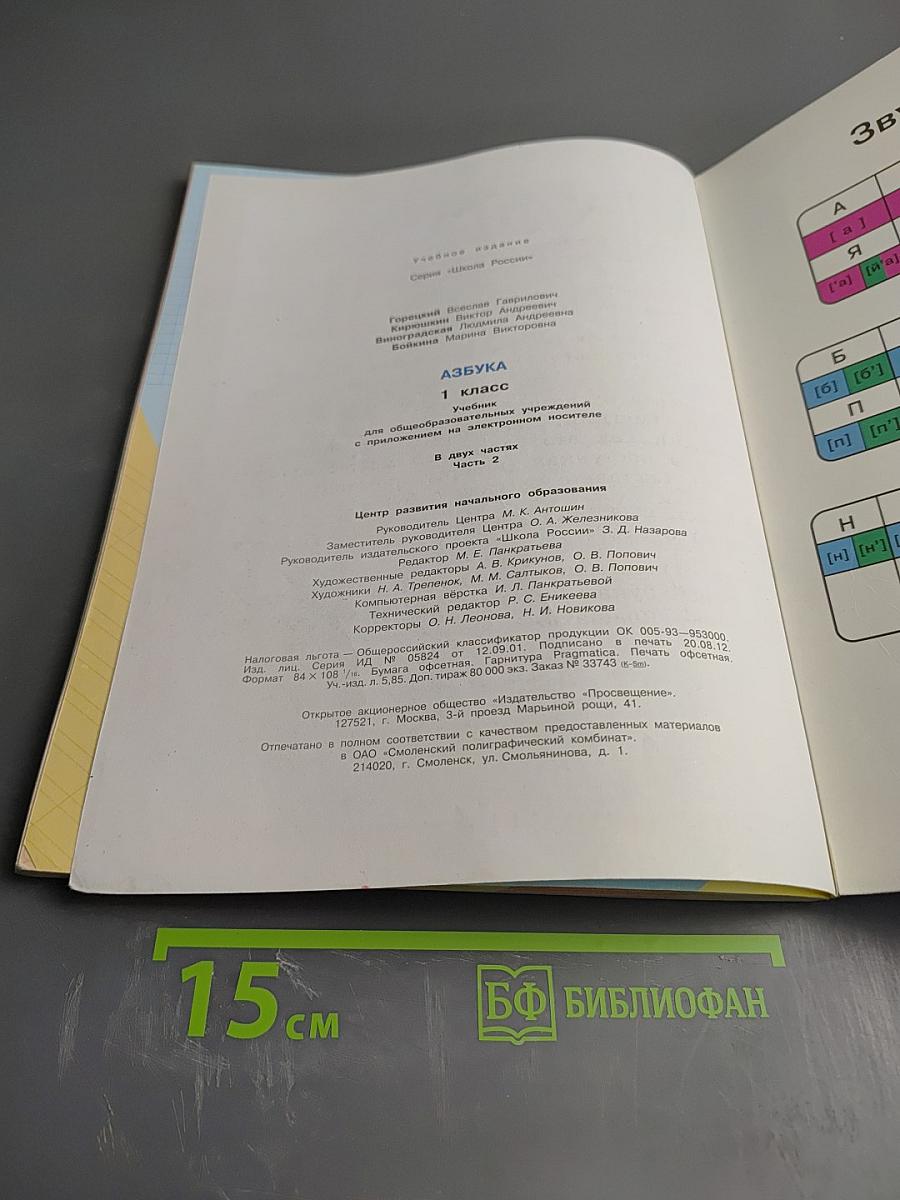 Учебное издание
Серия «Школа России»
Горецкий Всеслав Гаврилович
Кирюшкин Виктор Андреевич
Виноградская Людмила Андреевна
Бойкина Марина Викторовна
АЗБУКА
1 класс
Учебник
для общеобразовательных учреждений
с приложением на электронном носителе
В двух частях
Часть 2
Центр развития начального образования
Руководитель Центра М. К. Антошин
Заместитель руководителя Центра О. А. Железникова
Руководитель издательского проекта «Школа России» З. Д. Назарова
Редактор М. Е. Панкратьева
Художественные редакторы А. В. Крикунов, О. В. Попович
Художники Н. А. Трепенок, М. М. Салтыков, О. В. Попович
Компьютерная вёрстка И. Л. Панкратьевой
Технический редактор Р. С. Еникеева
Корректоры О. Н. Леонова, Н. И. Новикова
Налоговая льгота — Общероссийский классификатор продукции ОК 005-93—953000.
Изд. лиц. Серия ИД № 05824 от 12.09.01. Подписано в печать 20.08.12.
Формат 84 × 108 1/16. Бумага офсетная. Гарнитура Pragmatica. Печать офсетная.
Уч.-изд. л. 5,85. Доп. тираж 80 000 экз. Заказ № 33743 (K-Sm).
Открытое акционерное общество «Издательство «Просвещение».
127521, г. Москва, 3-й проезд Марьиной рощи, 41.
Отпечатано в полном соответствии с качеством предоставленных материалов
в ОАО «Смоленский полиграфический комбинат».
214020, г. Смоленск, ул. Смольянинова, д. 1.
Зву
А
[ а ]
Я
['а] [й'а]
Б
[б] [б']
П
[п] [п']
Н
[н] [н']
15 см
БФ БИБЛИОФАН